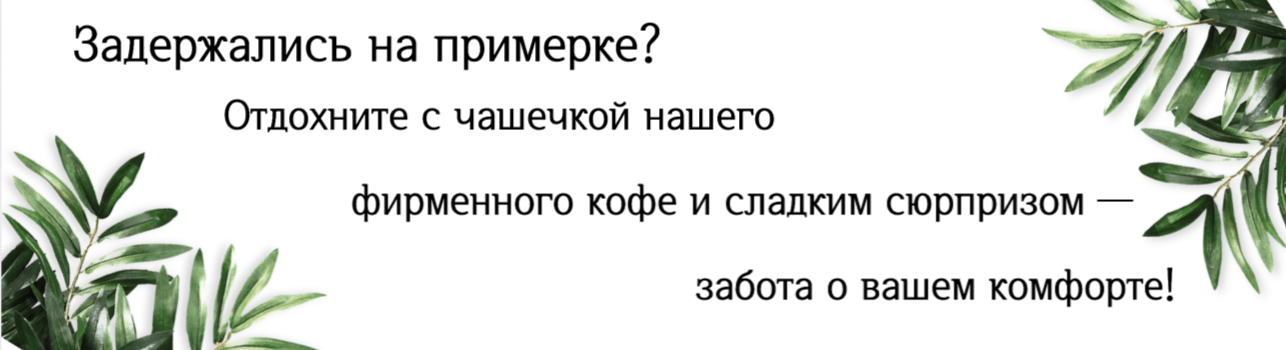 Задержались на примерке?
Отдохните с чашечкой нашего
фирменного кофе и сладким сюрпризом —
забота о вашем комфорте!